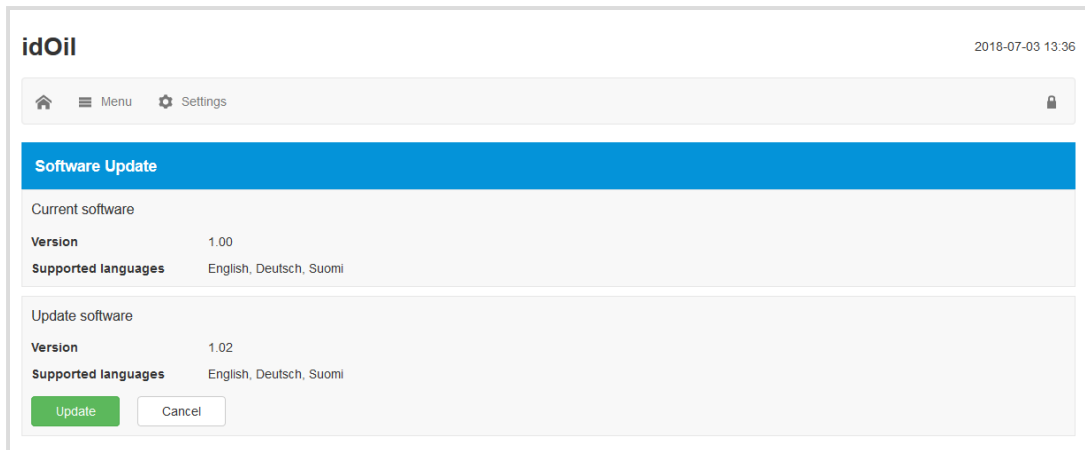 idOil
2018-07-03 13:36
Menu Settings
Software Update
Current software
Version 1.00
Supported languages English, Deutsch, Suomi
Update software
Version 1.02
Supported languages English, Deutsch, Suomi
Update Cancel